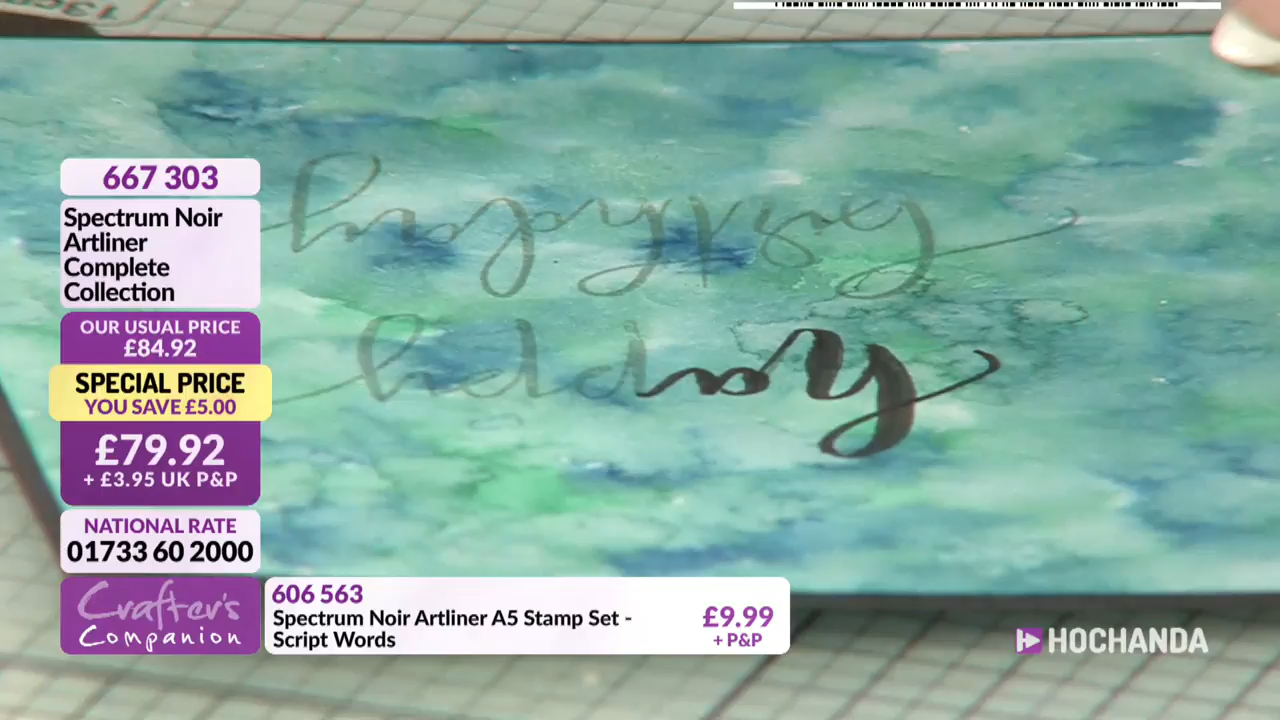 667 303
Spectrum Noir
Artliner
Complete
Collection
OUR USUAL PRICE
£84.92
SPECIAL PRICE
YOU SAVE £5.00
£79.92
+ £3.95 UK P&P
NATIONAL RATE
01733 60 2000
Crafter's
Companion
606 563
Spectrum Noir Artliner A5 Stamp Set -
Script Words
£9.99
+ P&P
HOCHANDA
happy
birthday